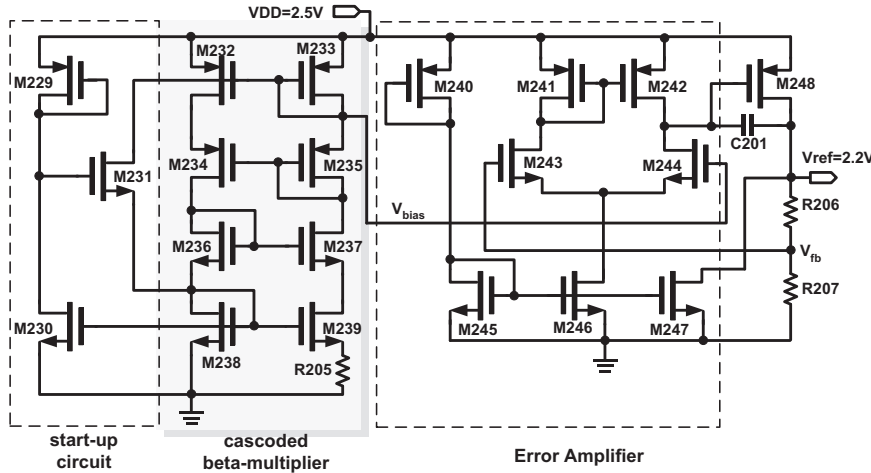 VDD=2.5V
M229
M232
M233
M240
M241
M242
M248
C201
M231
M234
M235
M243
M244
Vref=2.2V
R206
Vbias
M236
M237
Vfb
R207
M230
M238
M239
M245
M246
M247
R205
start-up
circuit
cascoded
beta-multiplier
Error Amplifier